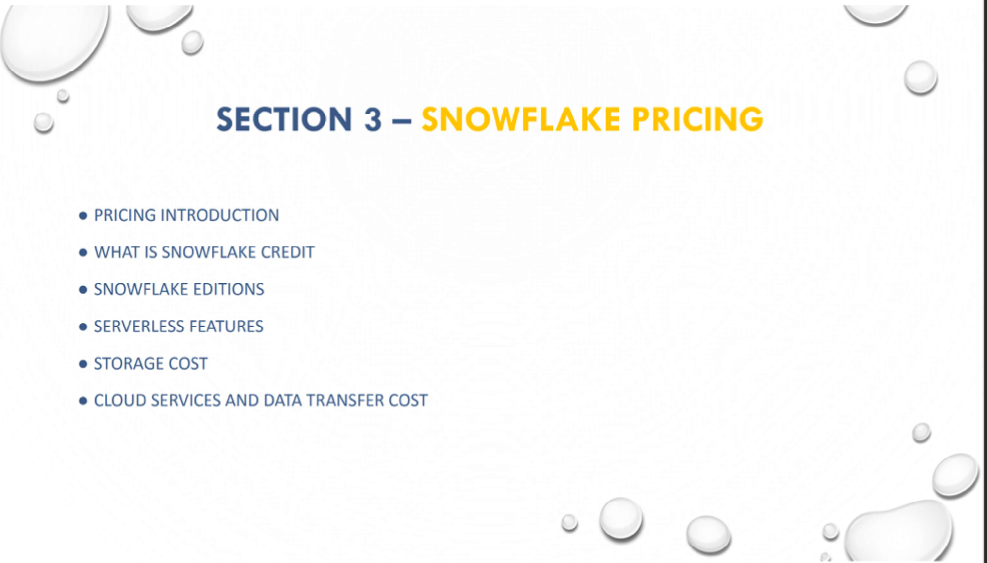 SECTION 3 – SNOWFLAKE PRICING
● PRICING INTRODUCTION
● WHAT IS SNOWFLAKE CREDIT
● SNOWFLAKE EDITIONS
● SERVERLESS FEATURES
● STORAGE COST
● CLOUD SERVICES AND DATA TRANSFER COST